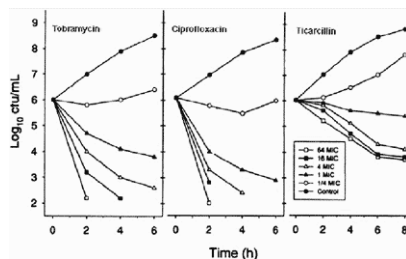 Tobramycin Ciprofloxacin Ticarcillin
Log10 cfu/mL
9
8
7
6
5
4
3
2
64 MIC
16 MIC
4 MIC
1 MIC
1/4 MIC
Control
0 2 4 6 0 2 4 6 0 2 4 6 8
Time (h)